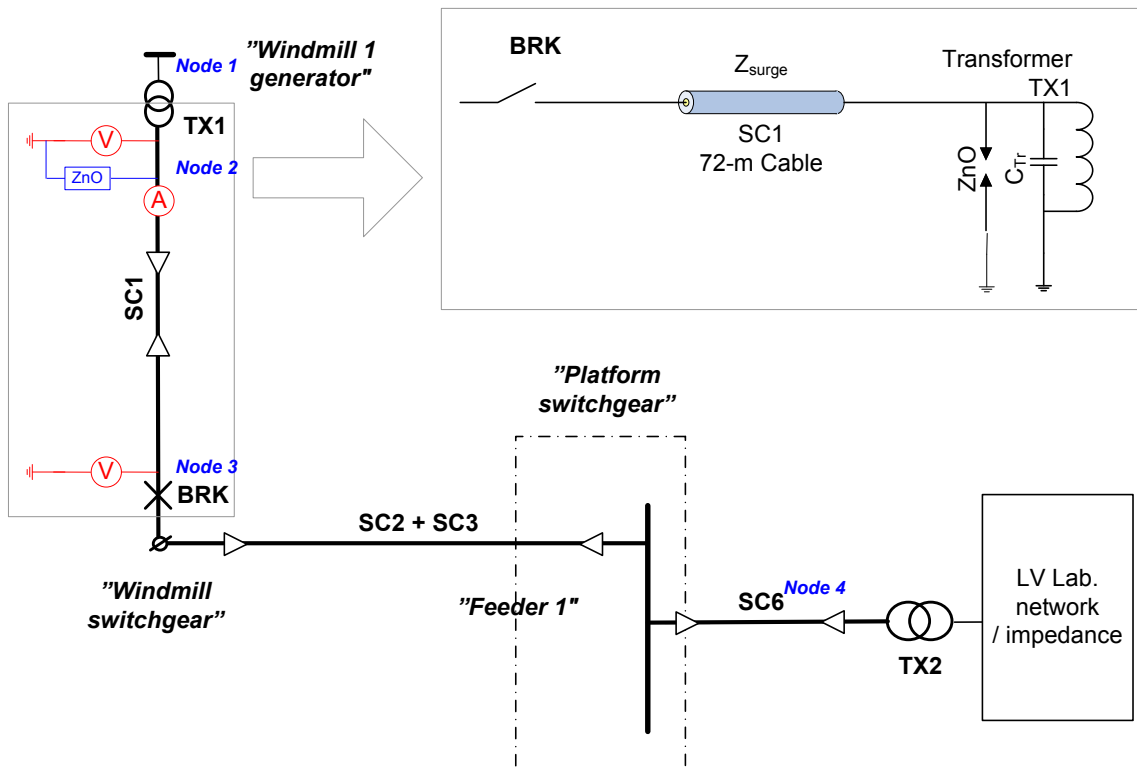 Node 1
”Windmill 1
generator"
TX1
V
Node 2
ZnO
A
SC1
V
Node 3
BRK
”Windmill
switchgear”
BRK
Zsurge
SC1
72-m Cable
Transformer
TX1
ZnO
CTr
SC2 + SC3
”Feeder 1"
”Platform
switchgear”
SC6
Node 4
TX2
LV Lab.
network
/ impedance